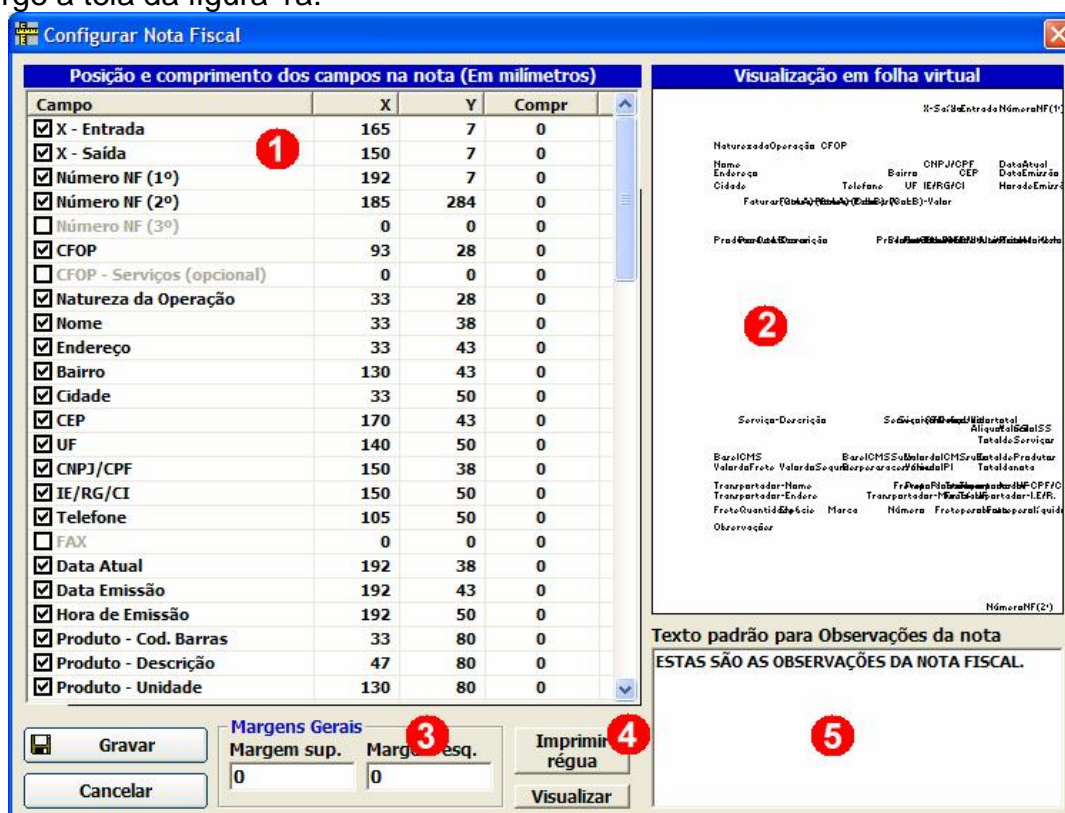 a tela da figura 1a.
Configurar Nota Fiscal
Posição e comprimento dos campos na nota (Em milímetros)
Campo X Y Compr
X - Entrada 165 7 0
1
X - Saída 150 7 0
Número NF (1º) 192 7 0
Número NF (2º) 185 284 0
Número NF (3º) 0 0 0
CFOP 93 28 0
CFOP - Serviços (opcional) 0 0 0
Natureza da Operação 33 28 0
Nome 33 38 0
Endereço 33 43 0
Bairro 130 43 0
Cidade 33 50 0
CEP 170 43 0
UF 140 50 0
CNPJ/CPF 150 38 0
IE/RG/CI 150 50 0
Telefone 105 50 0
FAX 0 0 0
Data Atual 192 38 0
Data Emissão 192 43 0
Hora de Emissão 192 50 0
Produto - Cod. Barras 33 80 0
Produto - Descrição 47 80 0
Produto - Unidade 130 80 0
Gravar
Cancelar
Margens Gerais
3
Margem sup. esq.
0 0
Imprimir
4
régua
Visualizar
Visualização em folha virtual
NúmeroNF(1º)
NaturezadaOperação CFOP
Nome CNPJ/CPF DataAtual
Endereço Bairro CEP DataEmissão
Cidade Telefone UF IE/RG/CI
2
Serviço-Descrição
AliquotadoISS
TotaldeServiços
BaseICMS
ValordoFrete Totaldanota
Transportador-Nome
Marca Número
Observações
NúmeroNF(2º)
Texto padrão para Observações da nota
ESTAS SÃO AS OBSERVAÇÕES DA NOTA FISCAL.
5